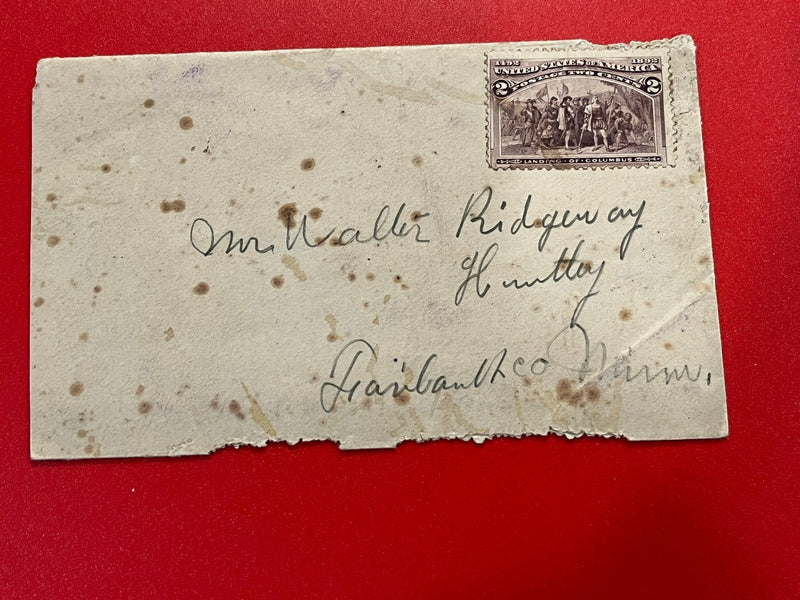 1492 1892
UNITED STATES OF AMERICA
POSTAGE TWO CENTS
2 2
LANDING OF COLUMBUS
Mr. Walter Ridgeway
Huntley
Fairbault co Minn.